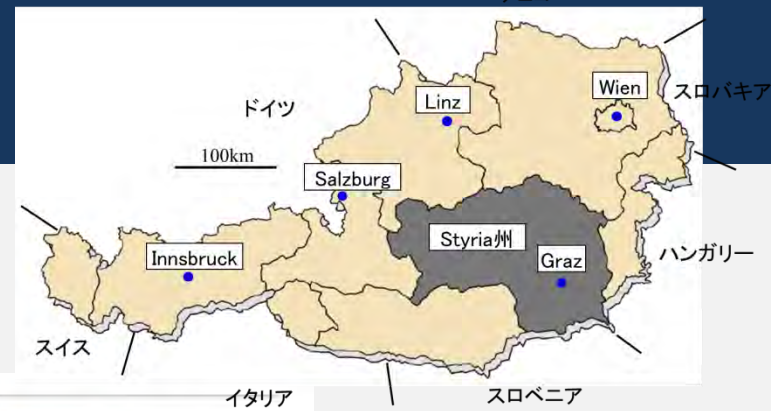 ドイツ
Linz
Wien
スロバキア
100km
Salzburg
Styria州
Innsbruck
Graz
ハンガリー
スイス
イタリア
スロベニア